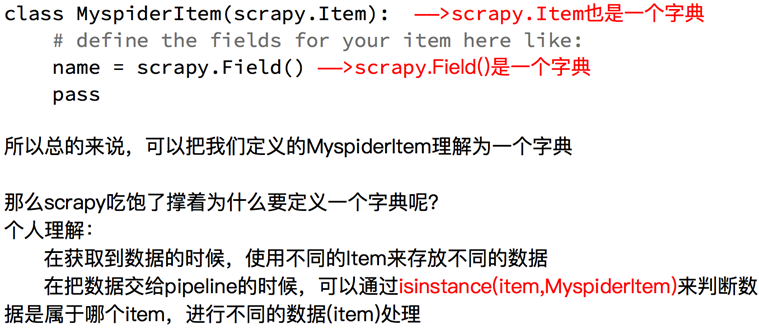 class MyspiderItem(scrapy.Item): ——>scrapy.Item也是一个字典
# define the fields for your item here like:
name = scrapy.Field() ——>scrapy.Field()是一个字典
pass
所以总的来说，可以把我们定义的MyspiderItem理解为一个字典
那么scrapy吃饱了撑着为什么要定义一个字典呢?
个人理解：
在获取到数据的时候，使用不同的Item来存放不同的数据
在把数据交给pipeline的时候，可以通过isinstance(item,MyspiderItem)来判断数
据是属于哪个item，进行不同的数据(item)处理